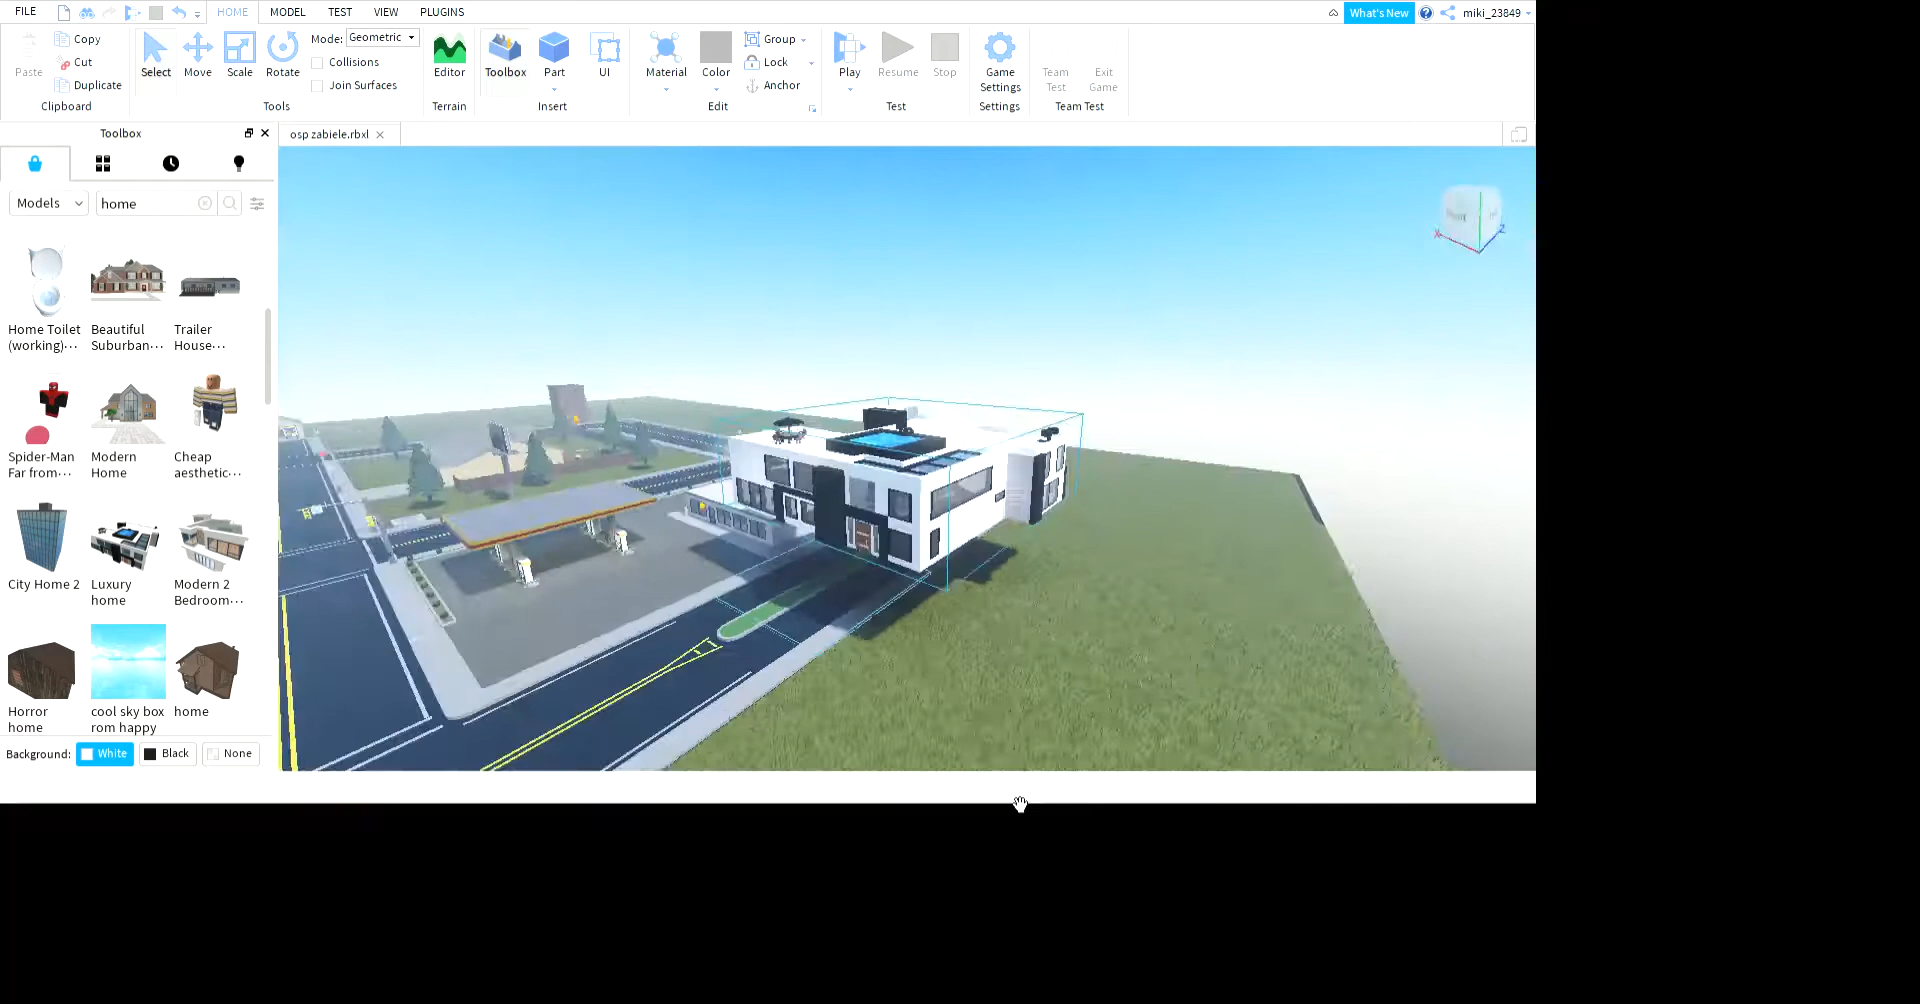 FILE HOME MODEL TEST VIEW PLUGINS What's New miki_23849
Paste Copy Cut Duplicate
Clipboard
Select Move Scale Rotate Mode: Geometric Collisions Join Surfaces
Tools
Editor
Terrain
Toolbox Part UI
Insert
Material Color Group Lock Anchor
Edit
Play Resume Stop
Test
Game Settings
Settings
Team Test Exit Game
Team Test
Toolbox
osp zabiele.rbxl
Models home
Home Toilet (working)...
Beautiful Suburban...
Trailer House...
Spider-Man Far from...
Modern Home
Cheap aesthetic...
City Home 2
Luxury home
Modern 2 Bedroom...
Horror home
cool sky box rom happy
home
Background: White Black None
X
Z